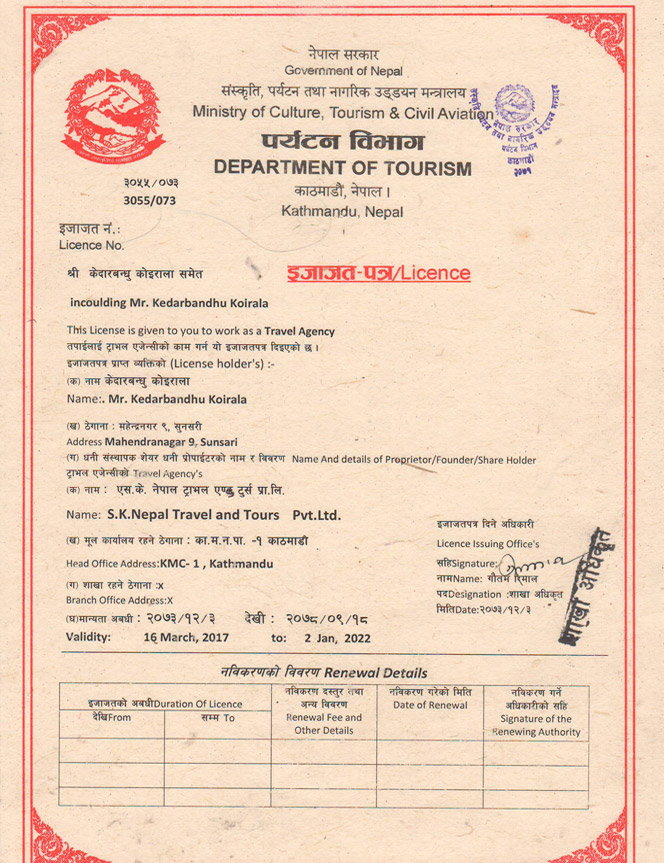 नेपाल सरकार
Government of Nepal
संस्कृति, पर्यटन तथा नागरिक उड्डयन मन्त्रालय
Ministry of Culture, Tourism & Civil Aviation
पर्यटन विभाग
DEPARTMENT OF TOURISM
काठमाडौं, नेपाल ।
Kathmandu, Nepal
नेपाल सरकार
पर्यटन विभाग
काठमाडौं
२०७१
३०५५/०७३
3055/073
इजाजत नं.:
Licence No.
श्री केदारबन्धु कोइराला समेत
इजाजत-पत्र/Licence
incoulding Mr. Kedarbandhu Koirala
This License is given to you to work as a Travel Agency
तपाईलाई ट्राभल एजेन्सीको काम गर्न यो इजाजतपत्र दिइएको छ ।
इजाजतपत्र प्राप्त व्यक्तिको (License holder's) :-
(क) नाम केदारबन्धु कोइराला
Name:. Mr. Kedarbandhu Koirala
(ख) ठेगाना : महेन्द्रनगर ९, सुनसरी
Address Mahendranagar 9, Sunsari
(ग) धनी संस्थापक शेयर धनी प्रोपाईटरको नाम र विवरण Name And details of Proprietor/Founder/Share Holder
ट्राभल एजेन्सीको Travel Agency's
(क) नाम : एस.के. नेपाल ट्राभल एण्ड टुर्स प्रा.लि.
Name: S.K.Nepal Travel and Tours Pvt.Ltd.
(ख) मूल कार्यालय रहने ठेगाना : का.म.न.पा. -१ काठमाडौ
Head Office Address:KMC- 1 , Kathmandu
(ग) शाखा रहने ठेगाना :x
Branch Office Address:X
(घ)मान्यता अबधी : २०७३/१२/३ देखी : २०७८/०९/१८
Validity: 16 March, 2017 to: 2 Jan, 2022
इजाजतपत्र दिने अधिकारी
Licence Issuing Office's
सहिSignature:
नामName: गौतम रिमाल
पदDesignation :शाखा अधिकृत
मितिDate:२०७३/१२/३
शाखा अधिकृत
नविकरणको विवरण Renewal Details
इजाजतको अबधीDuration Of Licence
देखिFrom
सम्म To
नविकरण दस्तुर तथा
अन्य विवरण
Renewal Fee and
Other Details
नविकरण गरेको मिति
Date of Renewal
नविकरण गर्ने
अधिकारीको सहि
Signature of the
Renewing Authority